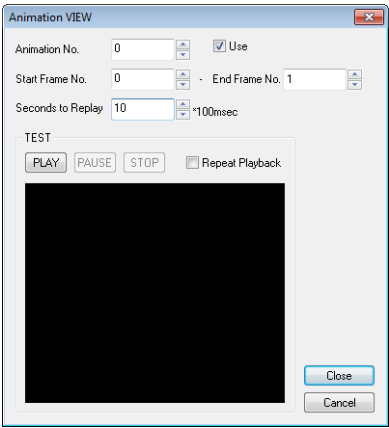 Animation VIEW
Animation No. 0 Use
Start Frame No. 0 - End Frame No. 1
Seconds to Replay 10 *100msec
TEST
PLAY PAUSE STOP Repeat Playback
Close
Cancel